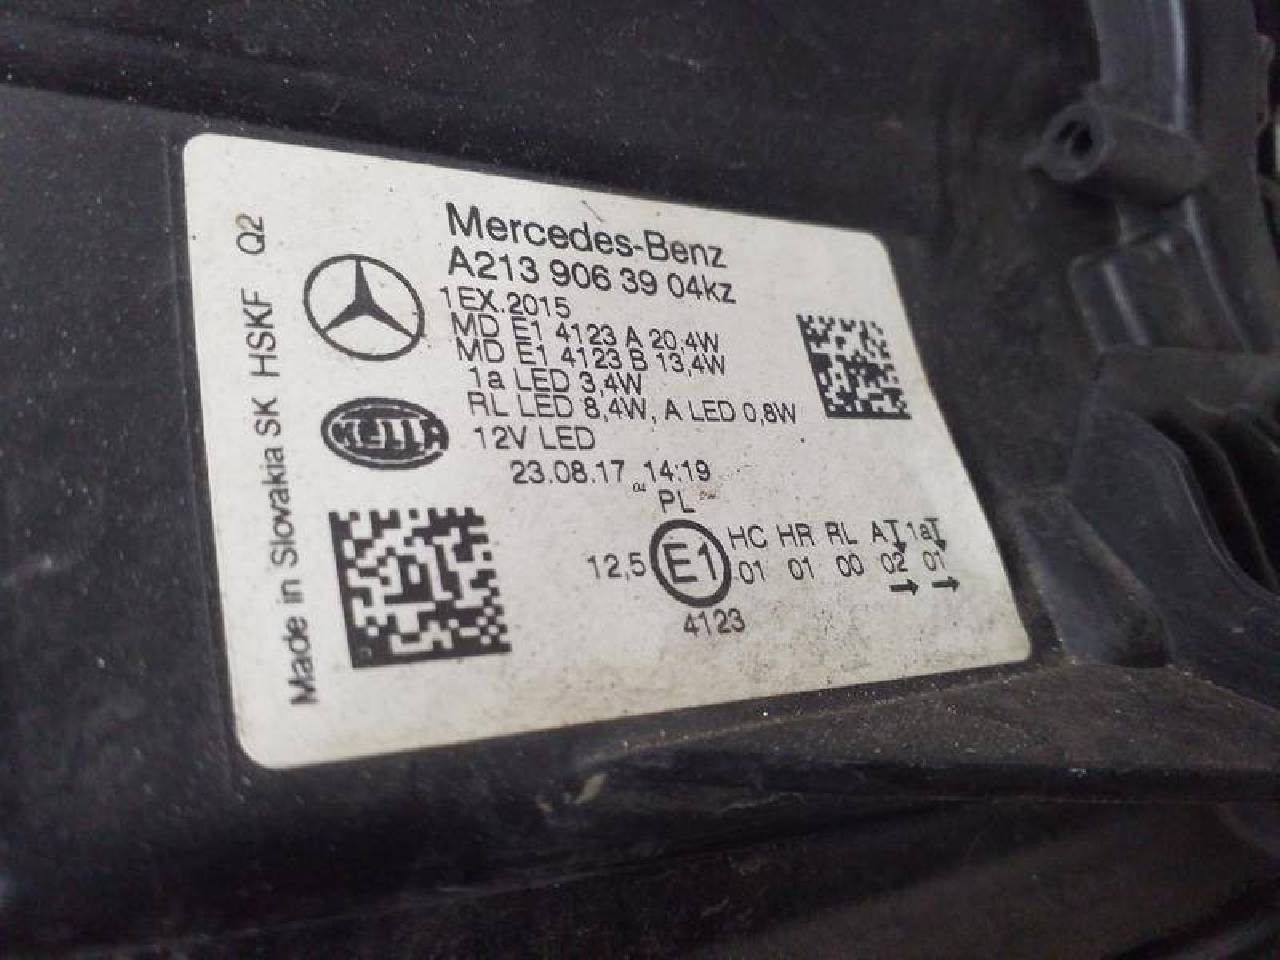 Mercedes-Benz
A213 906 39 04kz
1EX.2015
MD E1 4123 A 20,4W
MD E1 4123 B 13,4W
1a LED 3,4W
RL LED 8,4W, A LED 0,8W
12V LED
23.08.17 14:19
PL
HC HR RL A 1a
12,5 E1 01 01 00 02 01
4123
HELLA
Made in Slovakia SK HSKF Q2